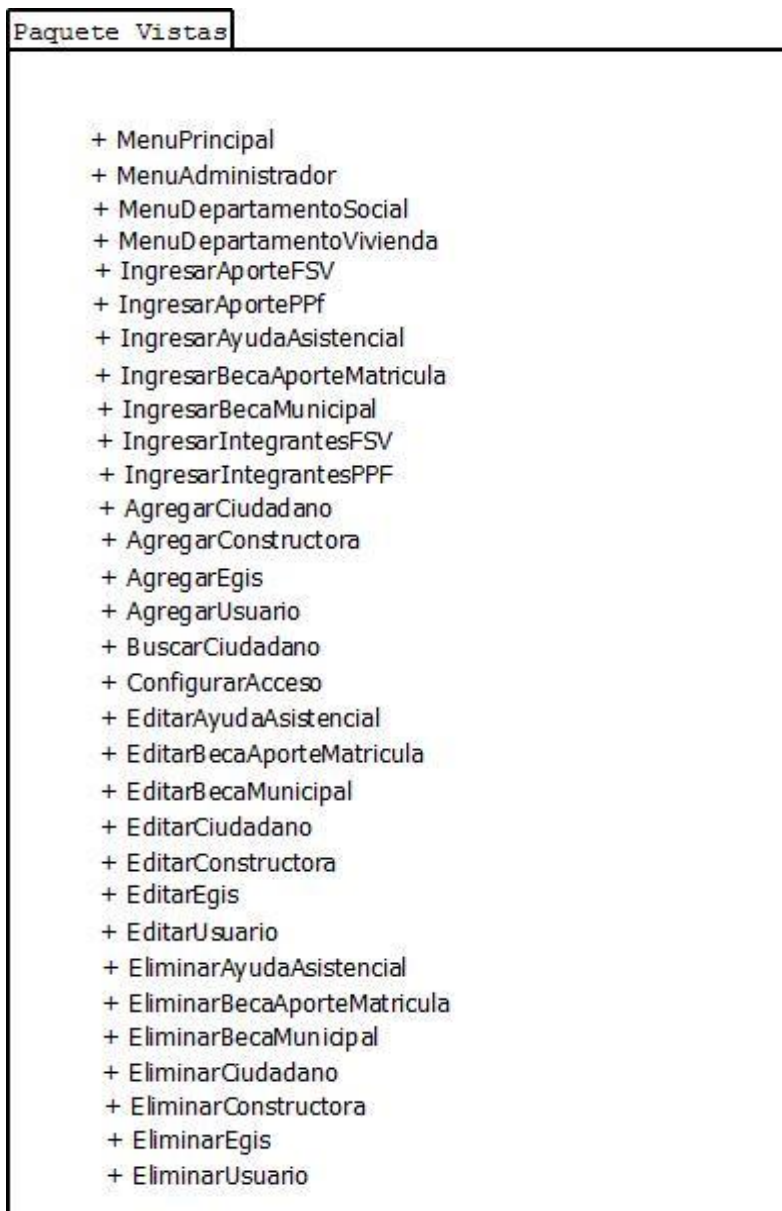 Paquete Vistas
+ MenuPrincipal
+ MenuAdministrador
+ MenuDepartamentoSocial
+ MenuDepartamentoVivienda
+ IngresarAporteFSV
+ IngresarAportePPf
+ IngresarAyudaAsistencial
+ IngresarBecaAporteMatricula
+ IngresarBecaMunicipal
+ IngresarIntegrantesFSV
+ IngresarIntegrantesPPF
+ AgregarCiudadano
+ AgregarConstructora
+ AgregarEgis
+ AgregarUsuario
+ BuscarCiudadano
+ ConfigurarAcceso
+ EditarAyudaAsistencial
+ EditarBecaAporteMatricula
+ EditarBecaMunicipal
+ EditarCiudadano
+ EditarConstructora
+ EditarEgis
+ EditarUsuario
+ EliminarAyudaAsistencial
+ EliminarBecaAporteMatricula
+ EliminarBecaMunicipal
+ EliminarCiudadano
+ EliminarConstructora
+ EliminarEgis
+ EliminarUsuario